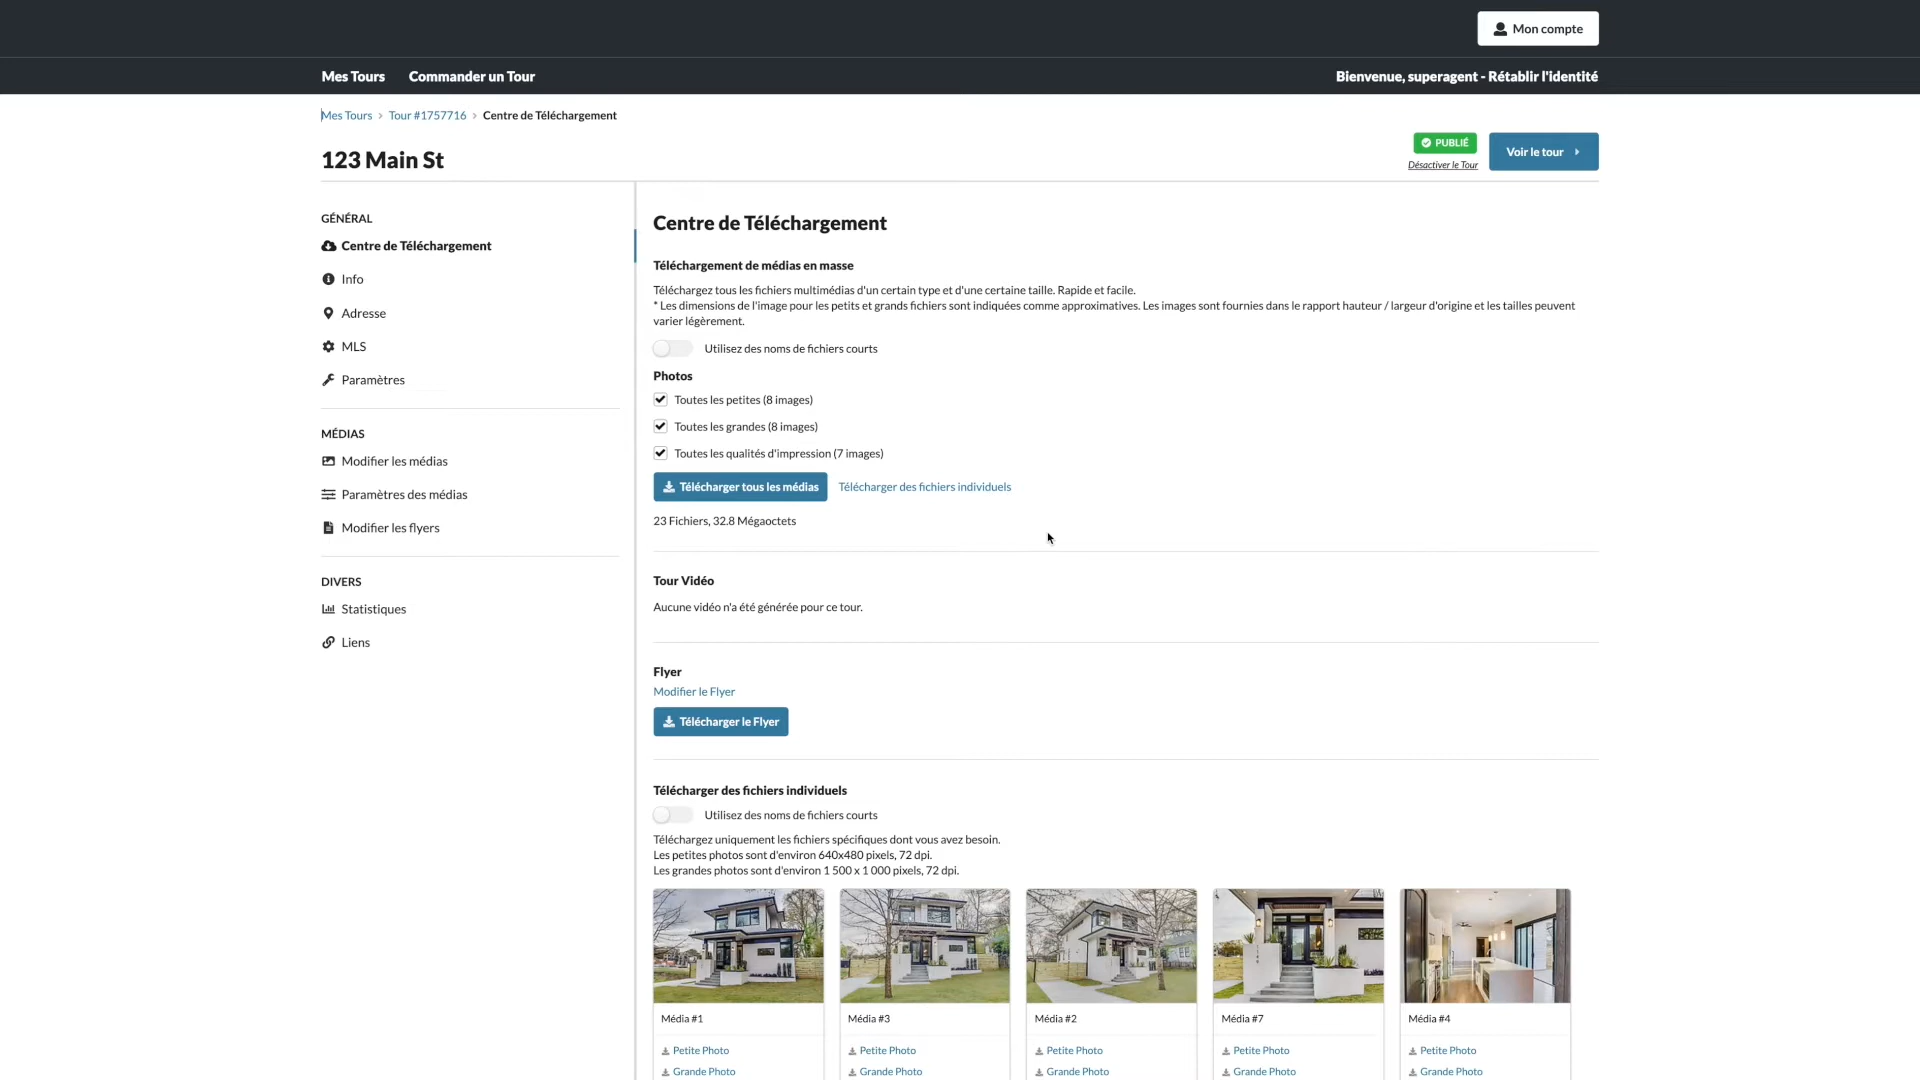 Mon compte
Mes Tours Commander un Tour Bienvenue, superagent - Rétablir l'identité
Mes Tours > Tour #1757716 > Centre de Téléchargement
PUBLIÉ
Désactiver le Tour
Voir le tour
123 Main St
GÉNÉRAL
Centre de Téléchargement
Info
Adresse
MLS
Paramètres
MÉDIAS
Modifier les médias
Paramètres des médias
Modifier les flyers
DIVERS
Statistiques
Liens
Centre de Téléchargement
Téléchargement de médias en masse
Téléchargez tous les fichiers multimédias d'un certain type et d'une certaine taille. Rapide et facile.
* Les dimensions de l'image pour les petits et grands fichiers sont indiquées comme approximatives. Les images sont fournies dans le rapport hauteur / largeur d'origine et les tailles peuvent
varier légèrement.
Utilisez des noms de fichiers courts
Photos
Toutes les petites (8 images)
Toutes les grandes (8 images)
Toutes les qualités d'impression (7 images)
Télécharger tous les médias Télécharger des fichiers individuels
23 Fichiers, 32.8 Mégaoctets
Tour Vidéo
Aucune vidéo n'a été générée pour ce tour.
Flyer
Modifier le Flyer
Télécharger le Flyer
Télécharger des fichiers individuels
Utilisez des noms de fichiers courts
Téléchargez uniquement les fichiers spécifiques dont vous avez besoin.
Les petites photos sont d'environ 640x480 pixels, 72 dpi.
Les grandes photos sont d'environ 1 500 x 1 000 pixels, 72 dpi.
Média #1 Média #3 Média #2 Média #7 Média #4
Petite Photo Petite Photo Petite Photo Petite Photo Petite Photo
Grande Photo Grande Photo Grande Photo Grande Photo Grande Photo